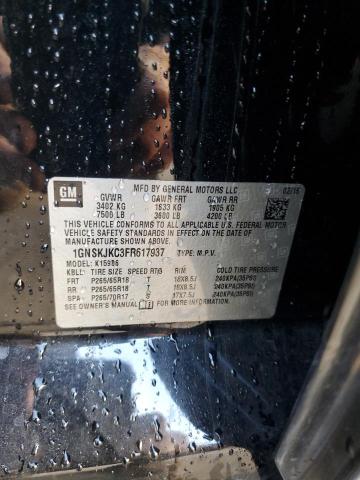 GM
MFD BY GENERAL MOTORS LLC 02/15
GVWR GAWR FRT GAWR RR
3402 KG 1633 KG 1905 KG
7500 LB 3600 LB 4200 LB
THIS VEHICLE CONFORMS TO ALL APPLICABLE U.S. FEDERAL MOTOR
VEHICLE SAFETY AND THEFT PREVENTION STANDARDS IN EFFECT ON THE DATE OF
MANUFACTURE SHOWN ABOVE.
1GNSKJKC3FR617937 TYPE: M.P.V.
MODEL: K15906
KBLL TIRE SIZE SPEED RTG RIM COLD TIRE PRESSURE
FRT P265/65R18 T 18X8.5J 240KPA(35PSI)
RR P265/65R18 T 18X8.5J 240KPA(35PSI)
SPA P265/70R17 S 17X7.5J 240KPA(35PSI)
SEE OWNER'S MANUAL FOR